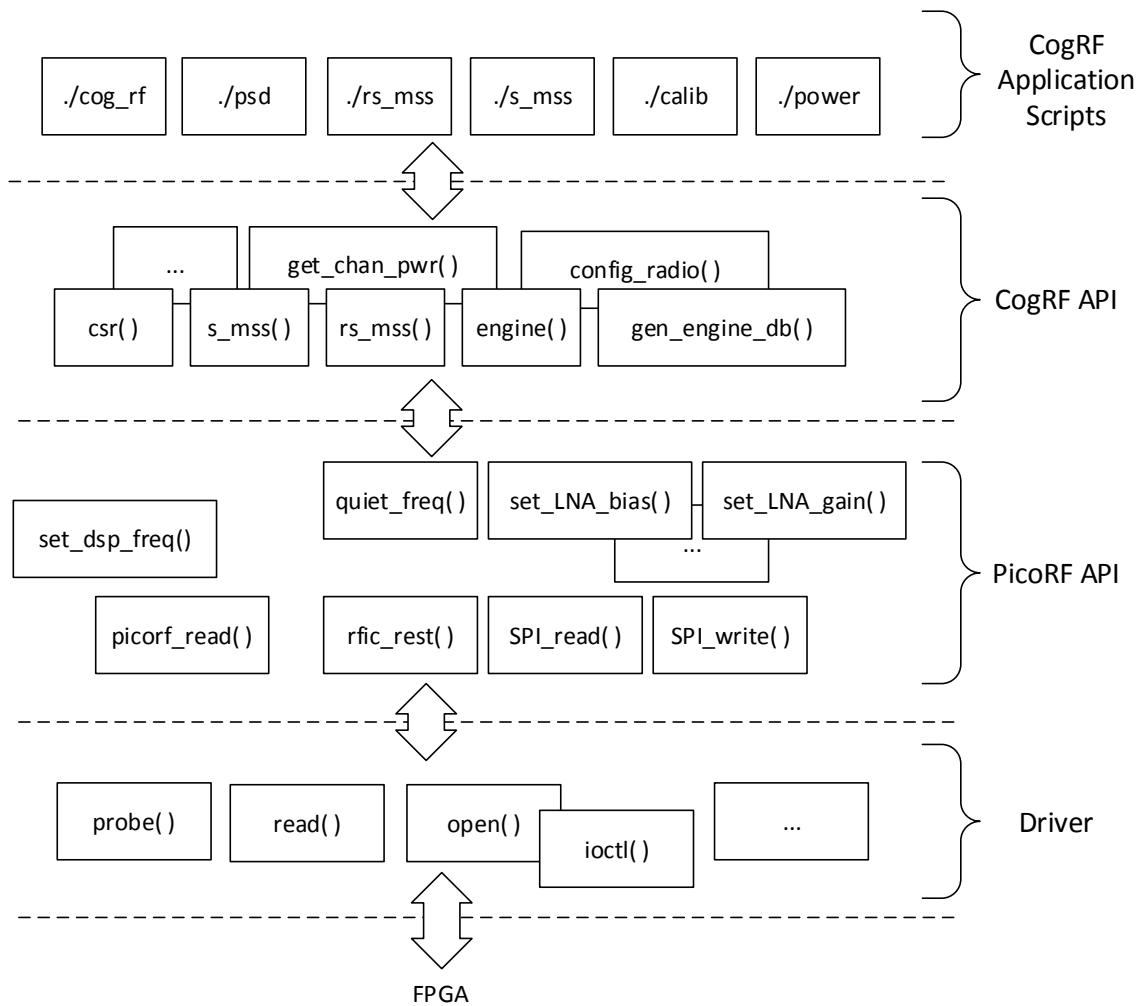 CogRF
Application
Scripts
./cog_rf
./psd
./rs_mss
./s_mss
./calib
./power
...
get_chan_pwr()
config_radio()
csr()
s_mss()
rs_mss()
engine()
gen_engine_db()
CogRF API
quiet_freq()
set_LNA_bias()
set_LNA_gain()
set_dsp_freq()
...
PicoRF API
picorf_read()
rfic_rest()
SPI_read()
SPI_write()
probe()
read()
open()
ioctl()
...
Driver
FPGA